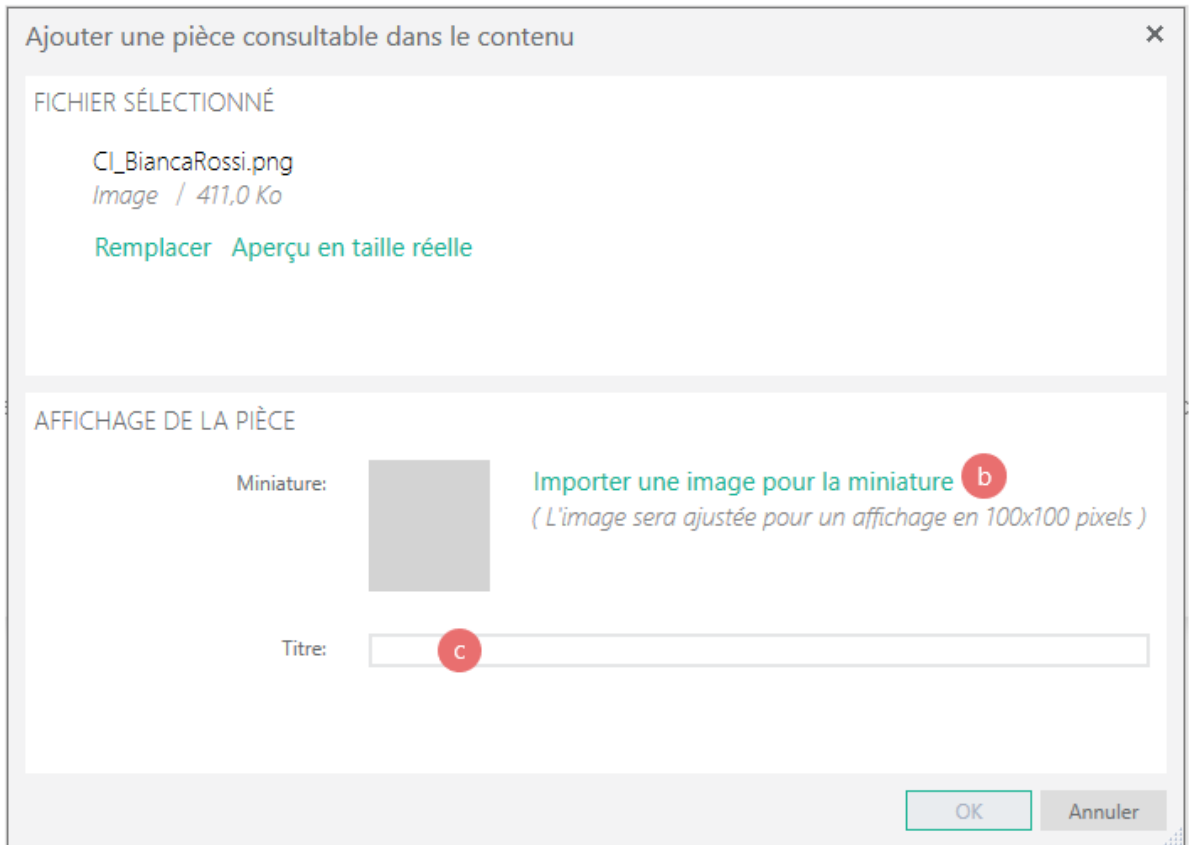 Ajouter une pièce consultable dans le contenu ×
FICHIER SÉLECTIONNÉ
CI_BiancaRossi.png
Image / 411,0 Ko
Remplacer Aperçu en taille réelle
AFFICHAGE DE LA PIÈCE
Miniature: Importer une image pour la miniature b
( L'image sera ajustée pour un affichage en 100x100 pixels )
Titre: c
OK Annuler